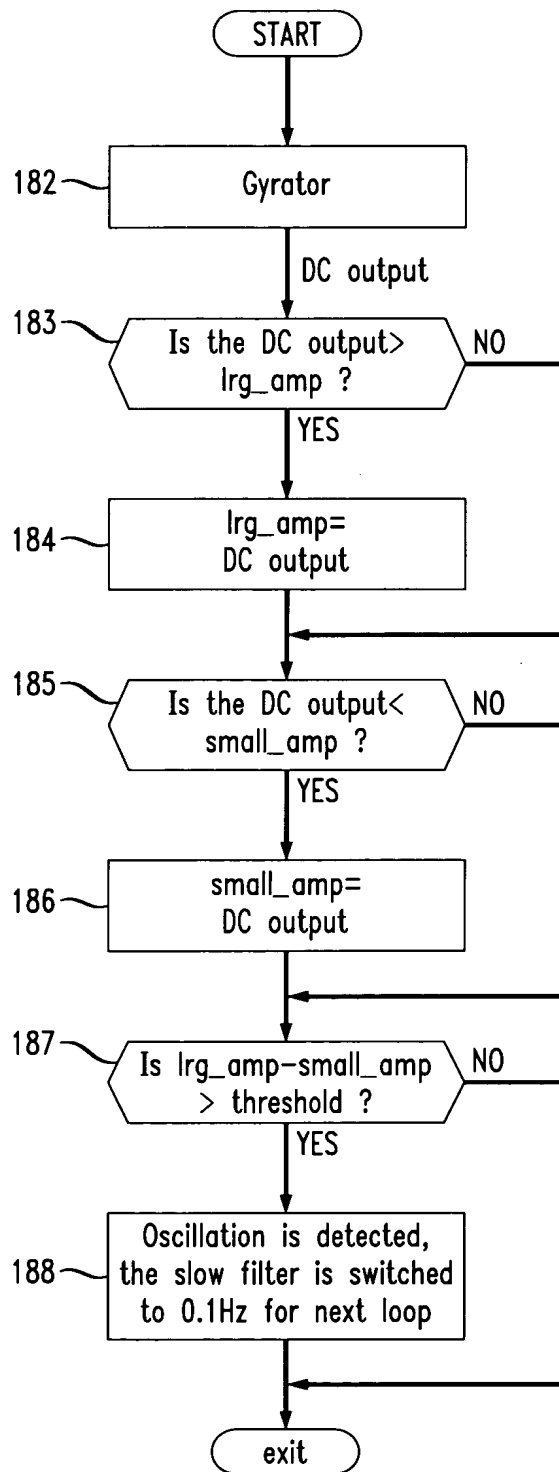 START
182
Gyrator
DC output
183
Is the DC output>
lrg_amp ?
NO
YES
184
lrg_amp=
DC output
185
Is the DC output<
small_amp ?
NO
YES
186
small_amp=
DC output
187
Is lrg_amp-small_amp
> threshold ?
NO
YES
188
Oscillation is detected,
the slow filter is switched
to 0.1Hz for next loop
exit